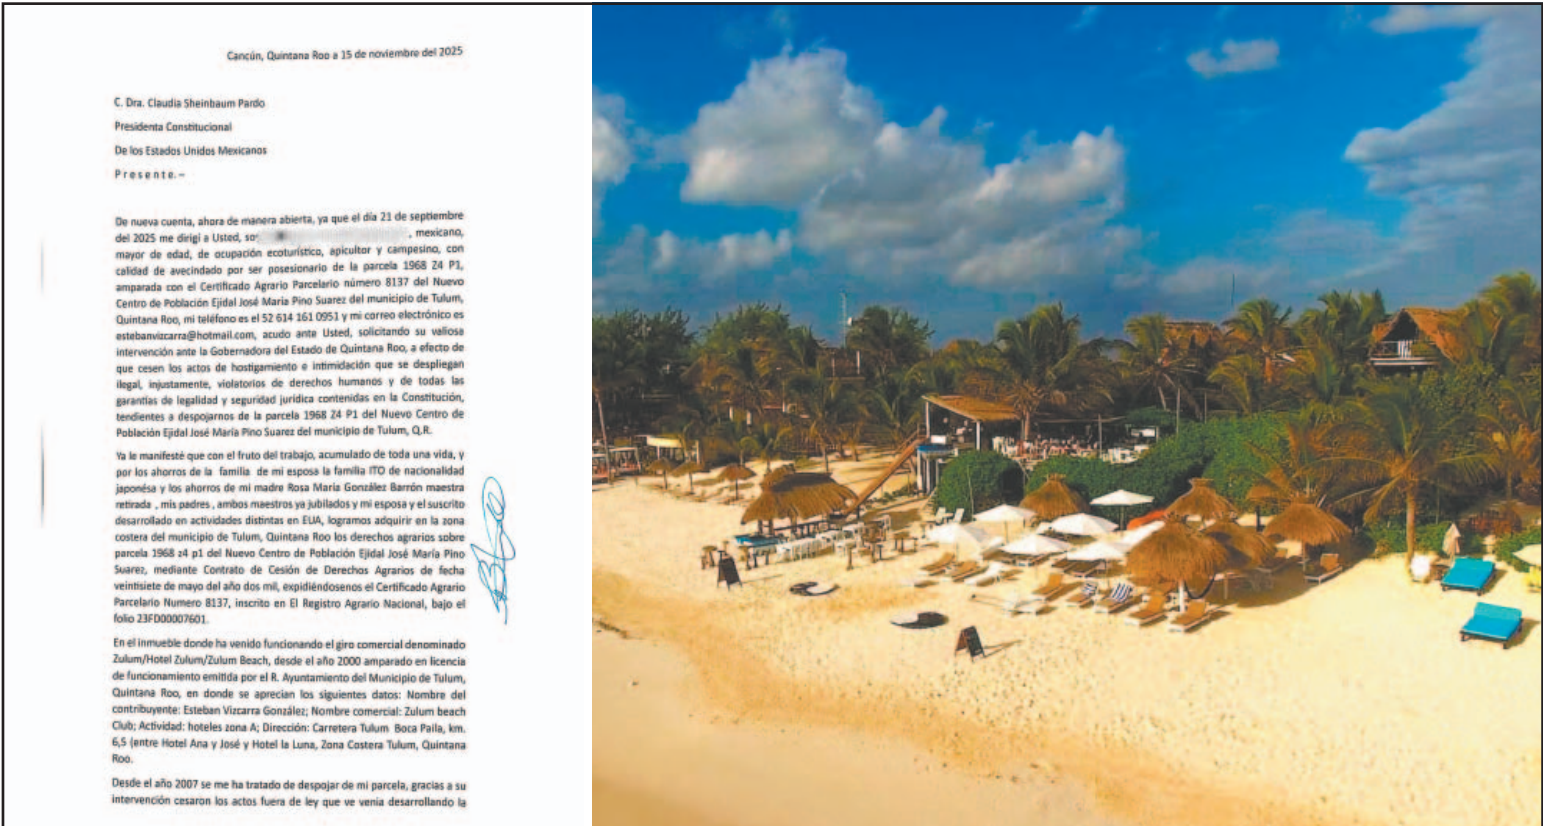 Cancún, Quintana Roo a 15 de noviembre del 2025
C. Dra. Claudia Sheinbaum Pardo
Presidenta Constitucional
De los Estados Unidos Mexicanos
P r e s e n t e. –
De nueva cuenta, ahora de manera abierta, ya que el día 21 de septiembre
del 2025 me dirigí a Usted, , mexicano,
mayor de edad, de ocupación ecoturístico, apicultor y campesino, con
calidad de avecindado por ser posesionario de la parcela 1968 Z4 P1,
amparada con el Certificado Agrario Parcelario número 8137 del Nuevo
Centro de Población Ejidal José María Pino Suarez del municipio de Tulum,
Quintana Roo, mi teléfono es el 52 614 161 0951 y mi correo electrónico es
estebanvizcarra@hotmail.com, acudo ante Usted, solicitando su valiosa
intervención ante la Gobernadora del Estado de Quintana Roo, a efecto de
que cesen los actos de hostigamiento e intimidación que se despliegan
ilegal, injustamente, violatorios de derechos humanos y de todas las
garantías de legalidad y seguridad jurídica contenidas en la Constitución,
tendientes a despojarnos de la parcela 1968 Z4 P1 del Nuevo Centro de
Población Ejidal José María Pino Suarez del municipio de Tulum, Q.R.
Ya le manifesté que con el fruto del trabajo, acumulado de toda una vida, y
por los ahorros de la familia de mi esposa la familia ITO de nacionalidad
japonésa y los ahorros de mi madre Rosa María González Barrón maestra
retirada , mis padres , ambos maestros ya jubilados y mi esposa y el suscrito
desarrollado en actividades distintas en EUA, logramos adquirir en la zona
costera del municipio de Tulum, Quintana Roo los derechos agrarios sobre
parcela 1968 z4 p1 del Nuevo Centro de Población Ejidal José María Pino
Suarez, mediante Contrato de Cesión de Derechos Agrarios de fecha
veintisiete de mayo del año dos mil, expidiéndosenos el Certificado Agrario
Parcelario Numero 8137, inscrito en El Registro Agrario Nacional, bajo el
folio 23FD00007601.
En el inmueble donde ha venido funcionando el giro comercial denominado
Zulum/Hotel Zulum/Zulum Beach, desde el año 2000 amparado en licencia
de funcionamiento emitida por el R. Ayuntamiento del Municipio de Tulum,
Quintana Roo, en donde se aprecian los siguientes datos: Nombre del
contribuyente: Esteban Vizcarra González; Nombre comercial: Zulum beach
Club; Actividad: hoteles zona A; Dirección: Carretera Tulum Boca Paila, km.
6,5 (entre Hotel Ana y José y Hotel la Luna, Zona Costera Tulum, Quintana
Roo.
Desde el año 2007 se me ha tratado de despojar de mi parcela, gracias a su
intervención cesaron los actos fuera de ley que ve venia desarrollando la